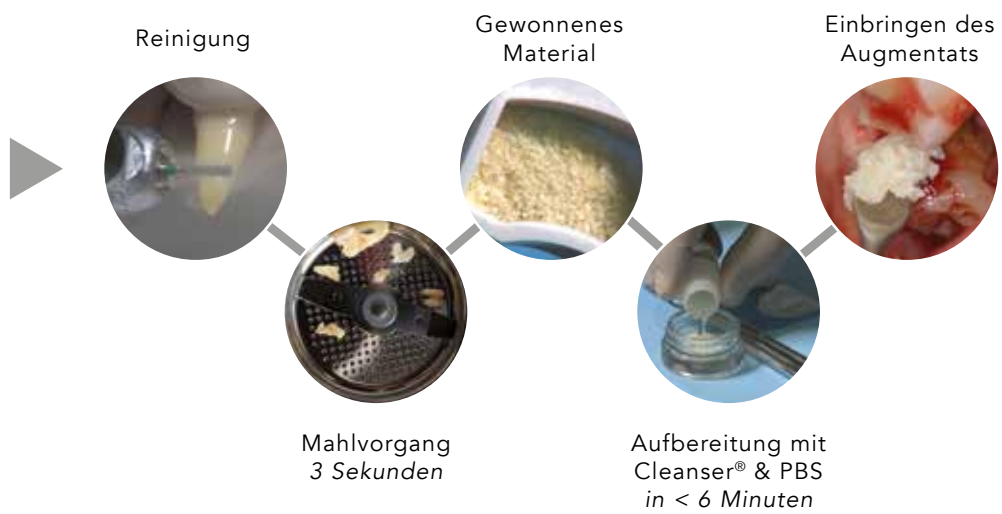 Reinigung
Mahlvorgang
3 Sekunden
Gewonnenes
Material
Aufbereitung mit
Cleanser® & PBS
in < 6 Minuten
Einbringen des
Augmentats